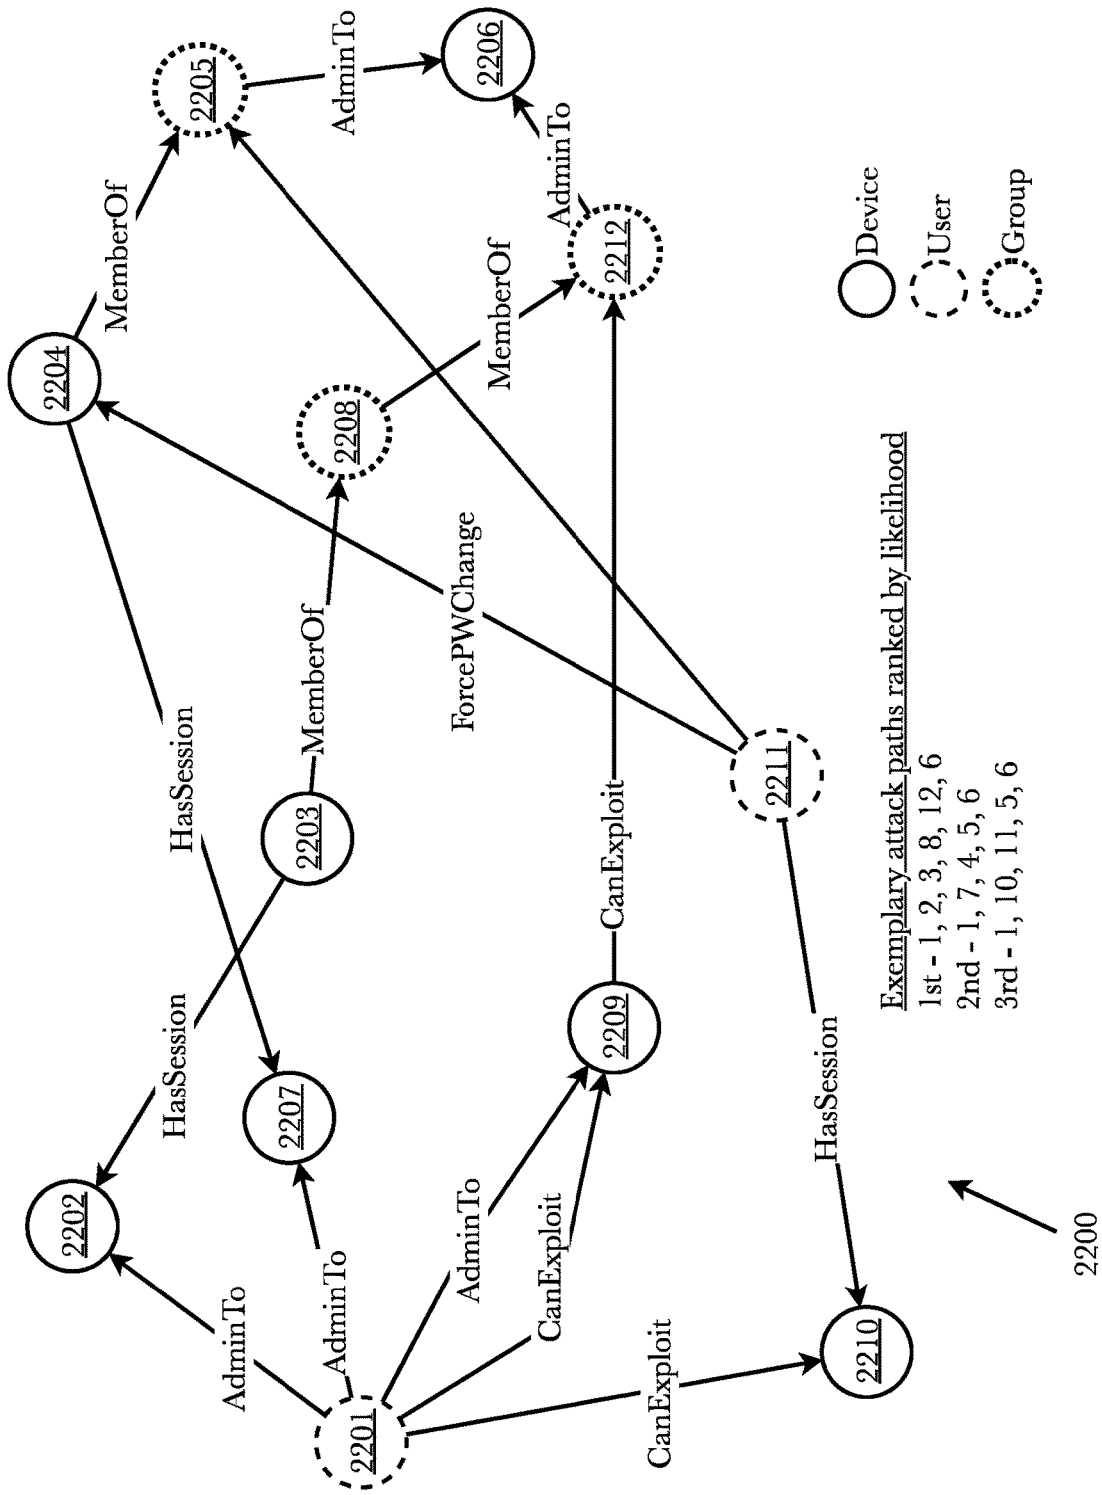 2202
2204
2205
AdminTo
HasSession
HasSession
MemberOf
MemberOf
AdminTo
2201
AdminTo
2207
2203
MemberOf
2208
MemberOf
2206
AdminTo
AdminTo
ForcePWChange
CanExploit
2209
CanExploit
2212
CanExploit
2210
HasSession
2211
2200
Exemplary attack paths ranked by likelihood
1st - 1, 2, 3, 8, 12, 6
2nd - 1, 7, 4, 5, 6
3rd - 1, 10, 11, 5, 6
Device
User
Group